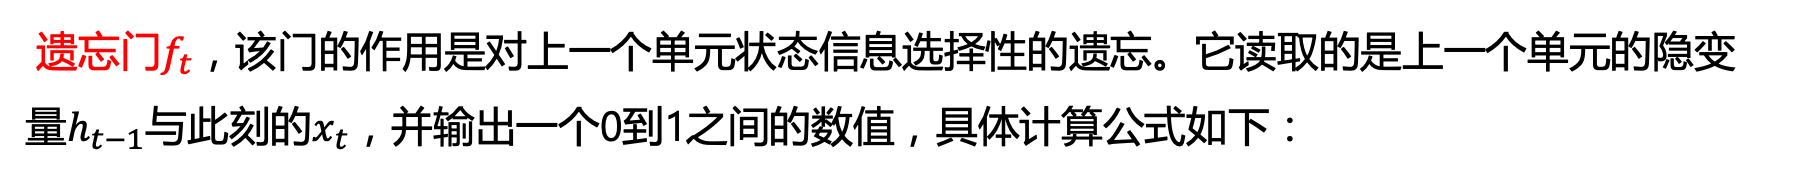 遗忘门fₜ，该门的作用是对上一个单元状态信息选择性的遗忘。它读取的是上一个单元的隐变
量hₜ₋₁与此刻的xₜ，并输出一个0到1之间的数值，具体计算公式如下：